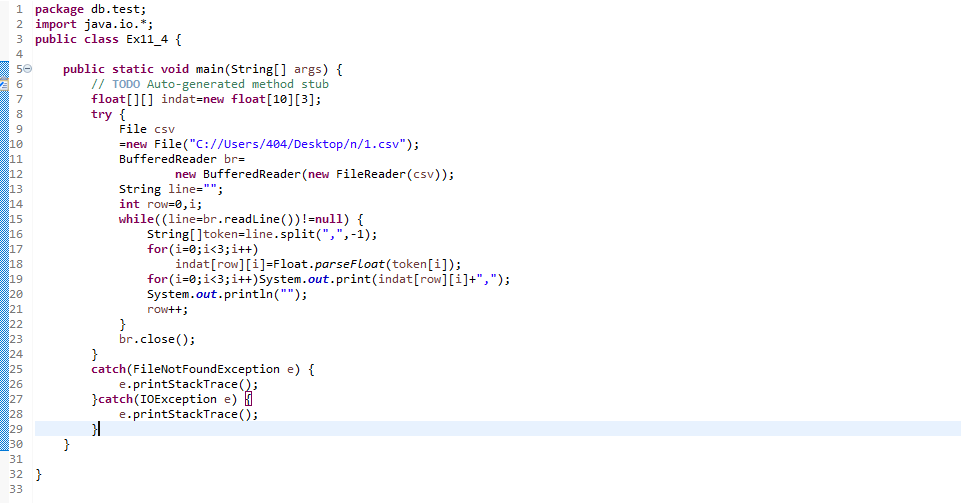 1 package db.test;
2 import java.io.*;
3 public class Ex11_4 {
4
5 public static void main(String[] args) {
6 // TODO Auto-generated method stub
7 float[][] indat=new float[10][3];
8 try {
9 File csv
10 =new File("C://Users/404/Desktop/n/1.csv");
11 BufferedReader br=
12 new BufferedReader(new FileReader(csv));
13 String line="";
14 int row=0,i;
15 while((line=br.readLine())!=null) {
16 String[]token=line.split(",",-1);
17 for(i=0;i<3;i++)
18 indat[row][i]=Float.parseFloat(token[i]);
19 for(i=0;i<3;i++)System.out.print(indat[row][i]+",");
20 System.out.println("");
21 row++;
22 }
23 br.close();
24 }
25 catch(FileNotFoundException e) {
26 e.printStackTrace();
27 }catch(IOException e) {
28 e.printStackTrace();
29 }
30 }
31
32 }
33